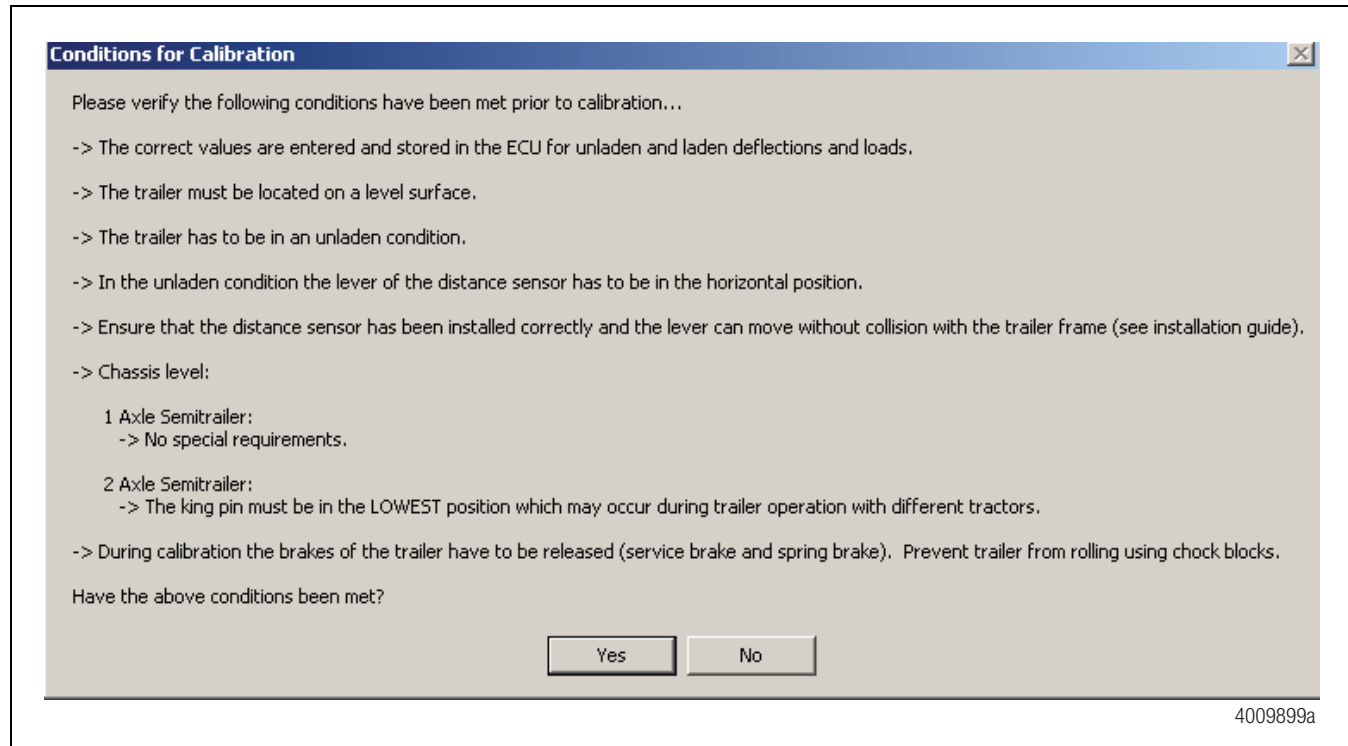 Conditions for Calibration
Please verify the following conditions have been met prior to calibration...
-> The correct values are entered and stored in the ECU for unladen and laden deflections and loads.
-> The trailer must be located on a level surface.
-> The trailer has to be in an unladen condition.
-> In the unladen condition the lever of the distance sensor has to be in the horizontal position.
-> Ensure that the distance sensor has been installed correctly and the lever can move without collision with the trailer frame (see installation guide).
-> Chassis level:
1 Axle Semitrailer:
-> No special requirements.
2 Axle Semitrailer:
-> The king pin must be in the LOWEST position which may occur during trailer operation with different tractors.
-> During calibration the brakes of the trailer have to be released (service brake and spring brake).  Prevent trailer from rolling using chock blocks.
Have the above conditions been met?
Yes
No
4009899a